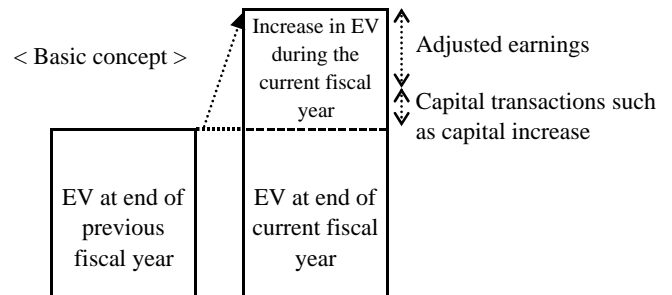 < Basic concept >
Increase in EV
during the
current fiscal
year
Adjusted earnings
Capital transactions such
as capital increase
EV at end of
previous
fiscal year
EV at end of
current fiscal
year